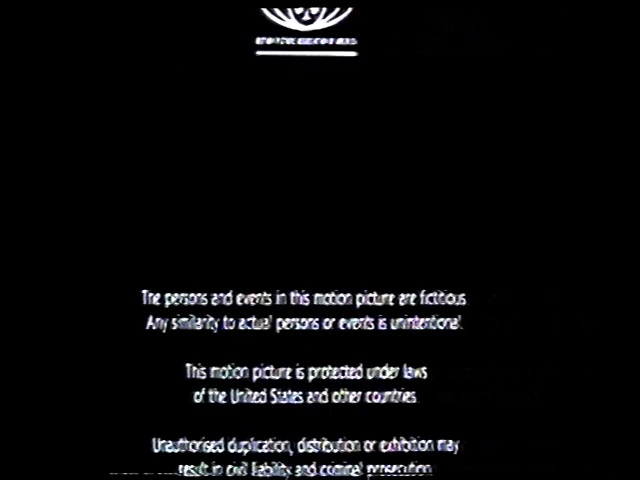 The persons and events in this motion picture are fictitious
Any similarity to actual persons or events is unintentional.
This motion picture is protected under laws
of the United States and other countries
Unauthorised duplication, distribution or exhibition may
result in civil liability and criminal prosecution